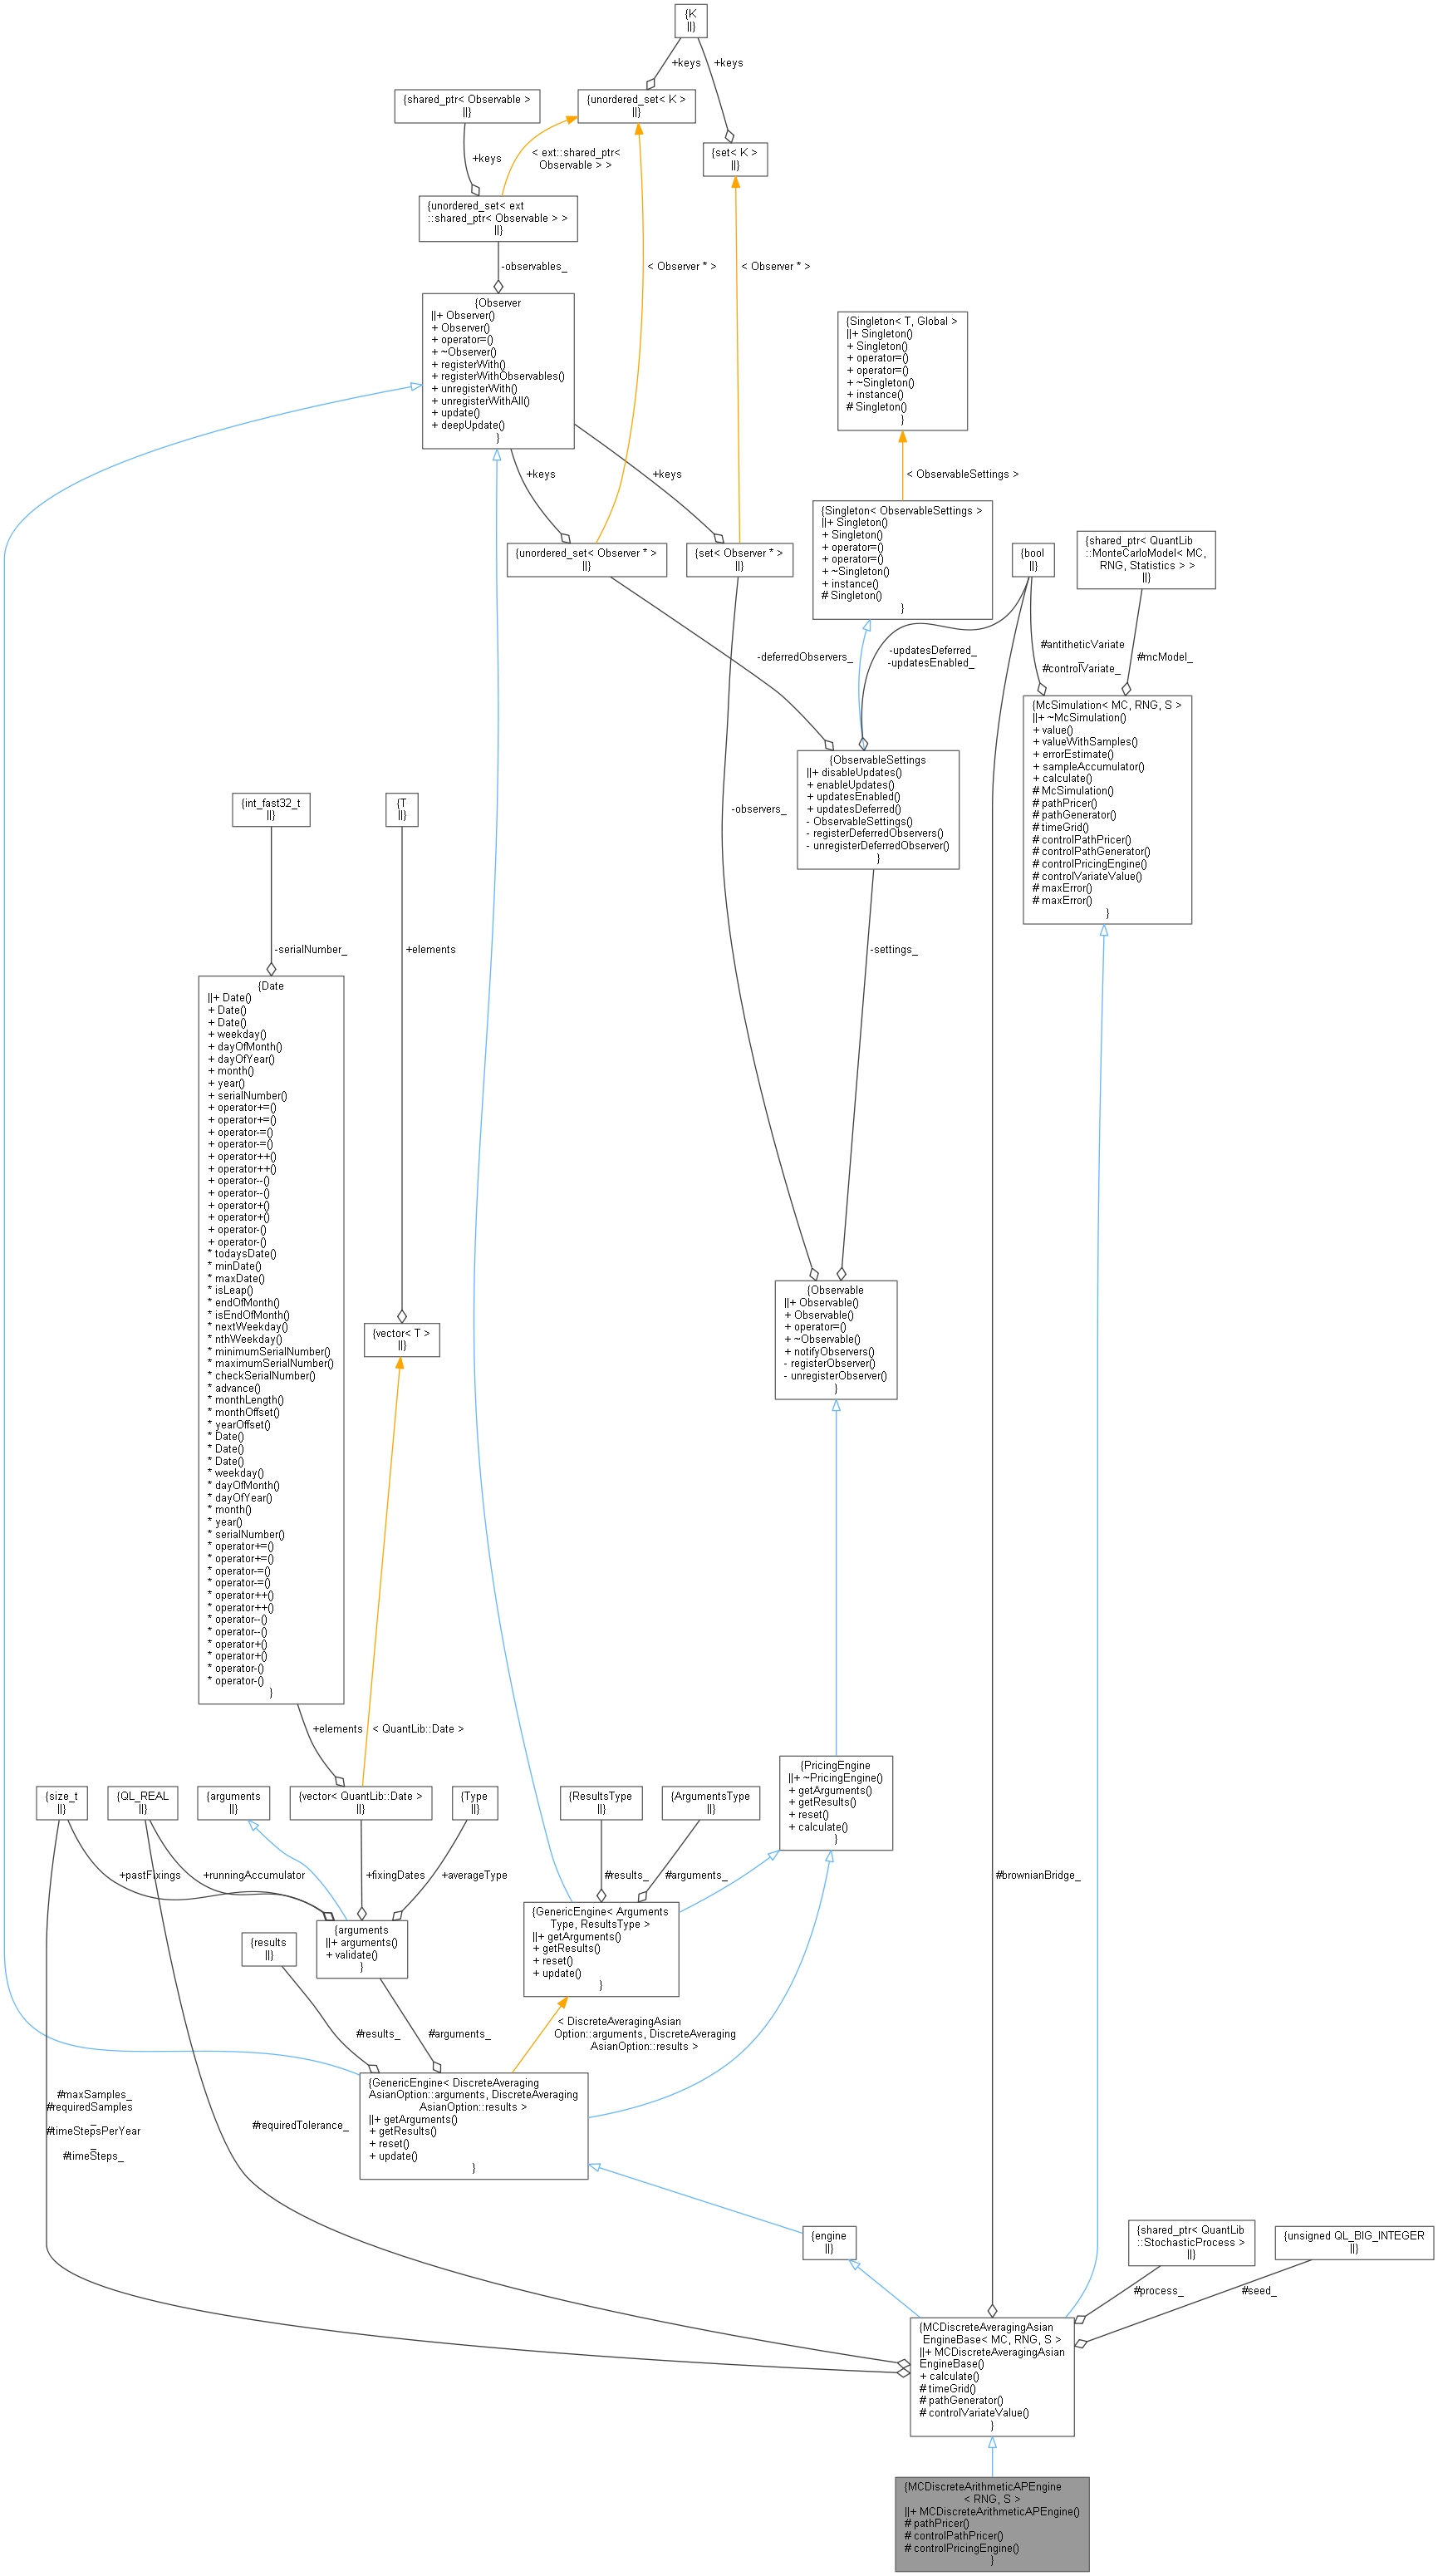 {K
||}
+keys
+keys
{shared_ptr< Observable >
||}
{unordered_set< K >
||}
{set< K >
||}
+keys
< ext::shared_ptr<
Observable > >
{unordered_set< ext
::shared_ptr< Observable > >
||}
-observables_
< Observer * >
< Observer * >
{Observer
||+ Observer()
+ Observer()
+ operator=()
+ ~Observer()
+ registerWith()
+ registerWithObservables()
+ unregisterWith()
+ unregisterWithAll()
+ update()
+ deepUpdate()
}
{Singleton< T, Global >
||+ Singleton()
+ Singleton()
+ operator=()
+ operator=()
+ ~Singleton()
+ instance()
# Singleton()
}
+keys
+keys
< ObservableSettings >
{unordered_set< Observer * >
||}
{set< Observer * >
||}
{Singleton< ObservableSettings >
||+ Singleton()
+ Singleton()
+ operator=()
+ operator=()
+ ~Singleton()
+ instance()
# Singleton()
}
{bool
||}
{shared_ptr< QuantLib
::MonteCarloModel< MC,
RNG, Statistics > >
||}
-deferredObservers_
-updatesDeferred_
-updatesEnabled_
#antitheticVariate
_
#controlVariate_
#mcModel_
{ObservableSettings
||+ disableUpdates()
+ enableUpdates()
+ updatesEnabled()
+ updatesDeferred()
- ObservableSettings()
- registerDeferredObservers()
- unregisterDeferredObserver()
}
{McSimulation< MC, RNG, S >
||+ ~McSimulation()
+ value()
+ valueWithSamples()
+ errorEstimate()
+ sampleAccumulator()
+ calculate()
# McSimulation()
# pathPricer()
# pathGenerator()
# timeGrid()
# controlPathPricer()
# controlPathGenerator()
# controlPricingEngine()
# controlVariateValue()
# maxError()
# maxError()
}
{int_fast32_t
||}
{T
||}
-observers_
-serialNumber_
+elements
-settings_
{Date
||+ Date()
+ Date()
+ Date()
+ weekday()
+ dayOfMonth()
+ dayOfYear()
+ month()
+ year()
+ serialNumber()
+ operator+=()
+ operator+=()
+ operator-=()
+ operator-=()
+ operator++()
+ operator++()
+ operator--()
+ operator--()
+ operator+()
+ operator+()
+ operator-()
+ operator-()
* todaysDate()
* minDate()
* maxDate()
* isLeap()
* endOfMonth()
* isEndOfMonth()
* nextWeekday()
* nthWeekday()
* minimumSerialNumber()
* maximumSerialNumber()
* checkSerialNumber()
* advance()
* monthLength()
* monthOffset()
* yearOffset()
* Date()
* Date()
* Date()
* weekday()
* dayOfMonth()
* dayOfYear()
* month()
* year()
* serialNumber()
* operator+=()
* operator+=()
* operator-=()
* operator-=()
* operator++()
* operator++()
* operator--()
* operator--()
* operator+()
* operator+()
* operator-()
* operator-()
}
{vector< T >
||}
{Observable
||+ Observable()
+ Observable()
+ operator=()
+ ~Observable()
+ notifyObservers()
- registerObserver()
- unregisterObserver()
}
+elements
< QuantLib::Date >
{PricingEngine
||+ ~PricingEngine()
+ getArguments()
+ getResults()
+ reset()
+ calculate()
}
{size_t
||}
{QL_REAL
||}
{arguments
||}
{vector< QuantLib::Date >
||}
{Type
||}
{ResultsType
||}
{ArgumentsType
||}
+pastFixings
+runningAccumulator
+fixingDates
+averageType
#results_
#arguments_
#brownianBridge_
{GenericEngine< Arguments
Type, ResultsType >
||+ getArguments()
+ getResults()
+ reset()
+ update()
}
{arguments
||+ arguments()
+ validate()
}
{results
||}
#results_
#arguments_
< DiscreteAveragingAsian
Option::arguments, DiscreteAveraging
AsianOption::results >
#maxSamples_
#requiredSamples
_
#timeStepsPerYear
_
#timeSteps_
#requiredTolerance_
{GenericEngine< DiscreteAveraging
AsianOption::arguments, DiscreteAveraging
AsianOption::results >
||+ getArguments()
+ getResults()
+ reset()
+ update()
}
{engine
||}
{shared_ptr< QuantLib
::StochasticProcess >
||}
{unsigned QL_BIG_INTEGER
||}
#process_
#seed_
{MCDiscreteAveragingAsian
EngineBase< MC, RNG, S >
||+ MCDiscreteAveragingAsian
EngineBase()
+ calculate()
# timeGrid()
# pathGenerator()
# controlVariateValue()
}
{MCDiscreteArithmeticAPEngine
< RNG, S >
||+ MCDiscreteArithmeticAPEngine()
# pathPricer()
# controlPathPricer()
# controlPricingEngine()
}